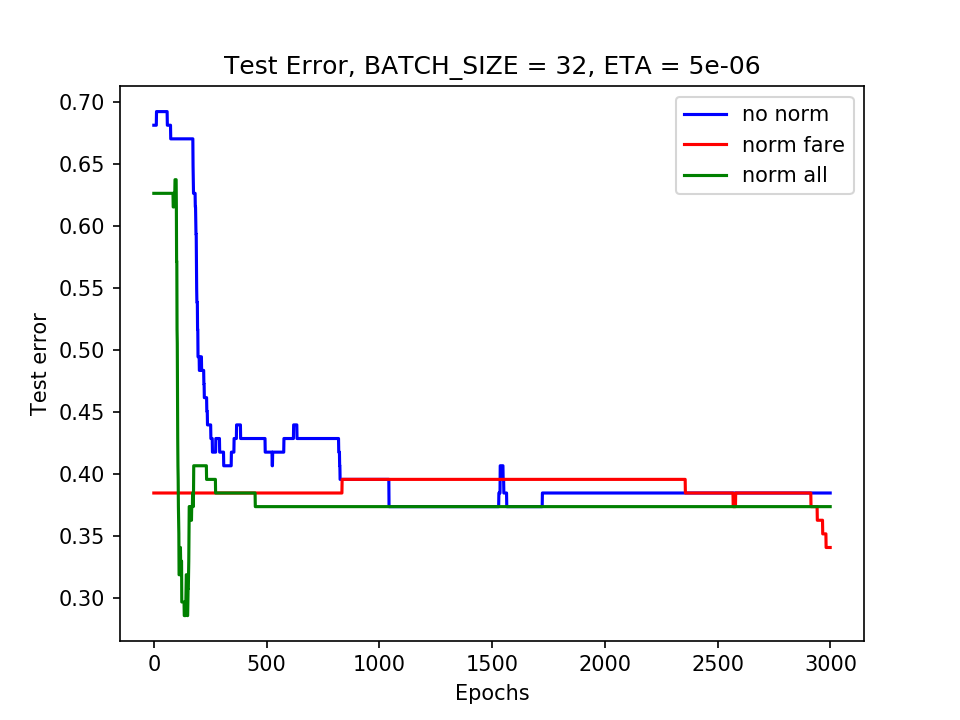 Test Error, BATCH_SIZE = 32, ETA = 5e-06
no norm
norm fare
norm all
0.70
0.65
0.60
0.55
0.50
0.45
0.40
0.35
0.30
Test error
0 500 1000 1500 2000 2500 3000
Epochs